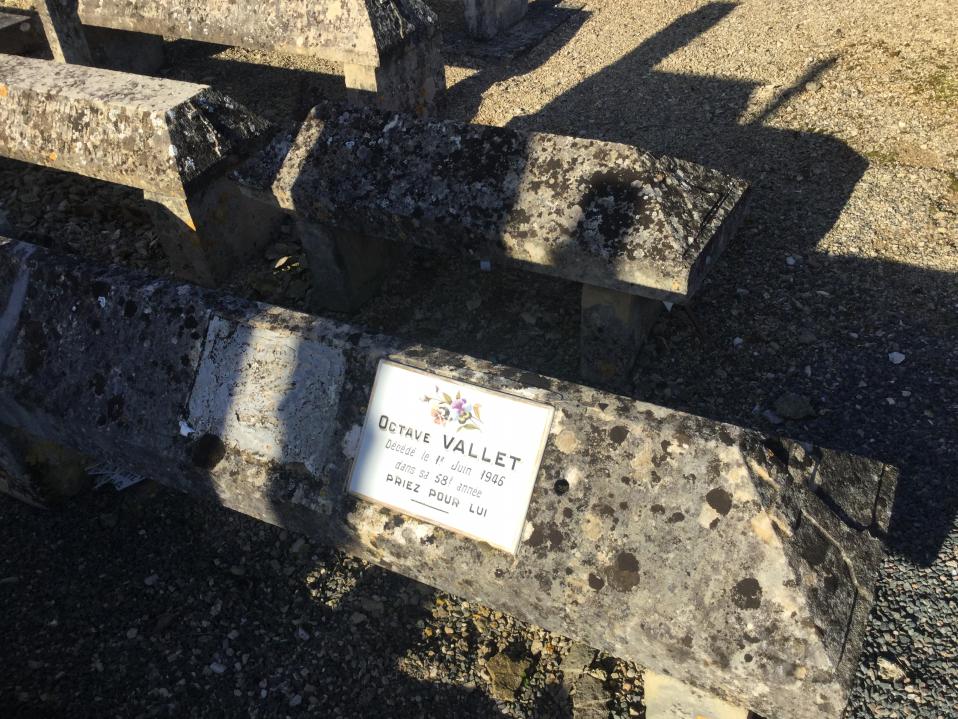 OCTAVE VALLET
Décédé le 1er Juin 1946
dans sa 58e année
PRIEZ POUR LUI